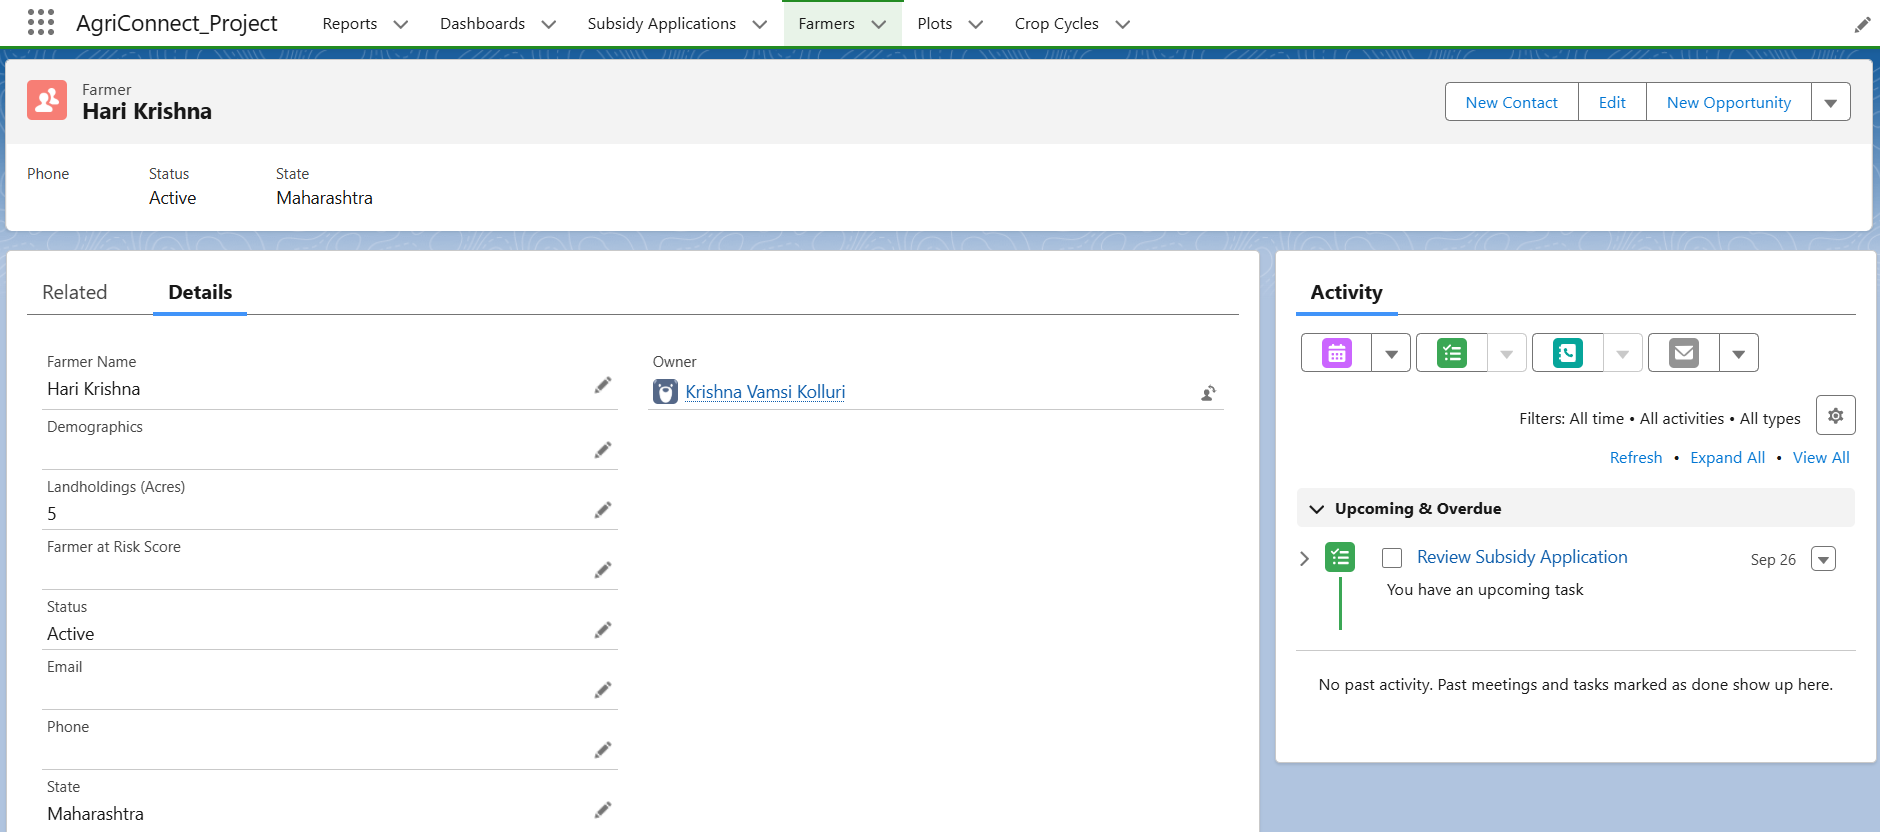 AgriConnect_Project Reports Dashboards Subsidy Applications Farmers Plots Crop Cycles
Farmer
Hari Krishna
New Contact Edit New Opportunity
Phone Status State
Active Maharashtra
Related Details
Farmer Name
Hari Krishna
Demographics
Landholdings (Acres)
5
Farmer at Risk Score
Status
Active
Email
Phone
State
Maharashtra
Owner
Krishna Vamsi Kolluri
Activity
Filters: All time • All activities • All types
Refresh • Expand All • View All
Upcoming & Overdue
Review Subsidy Application Sep 26
You have an upcoming task
No past activity. Past meetings and tasks marked as done show up here.